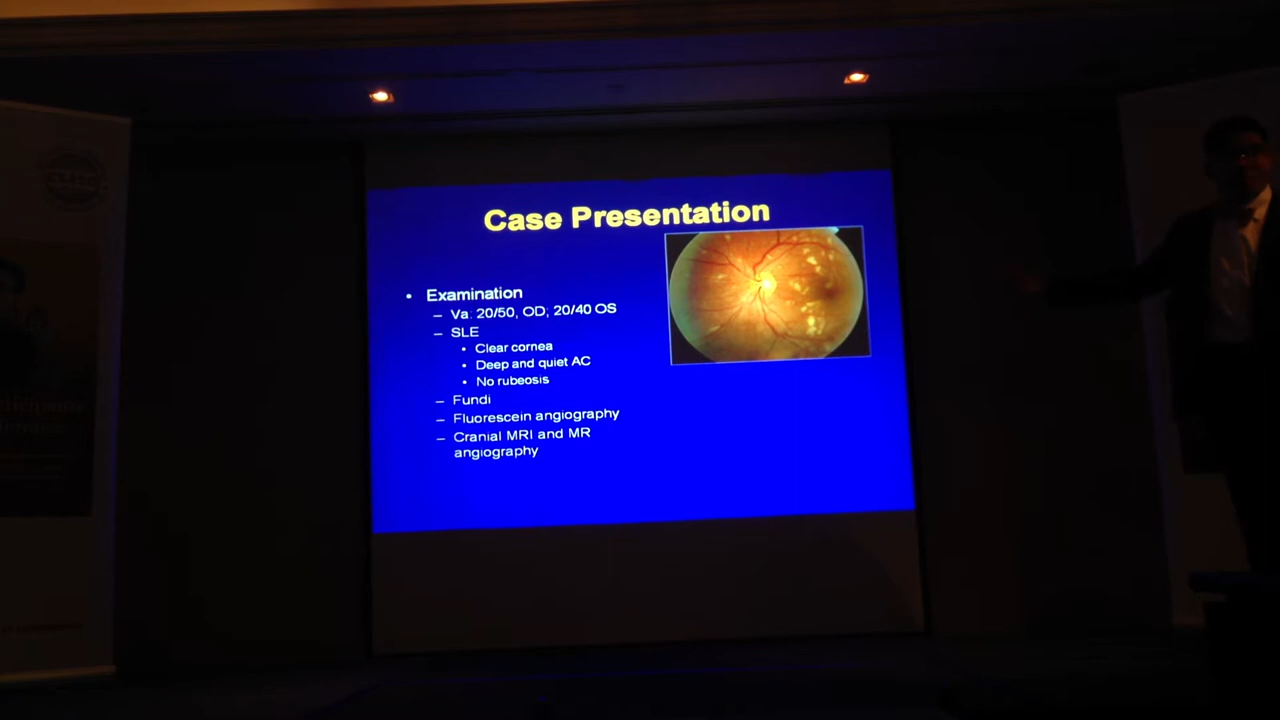 Case Presentation
• Examination
– Va: 20/50, OD; 20/40 OS
– SLE
• Clear cornea
• Deep and quiet AC
• No rubeosis
– Fundi
– Fluorescein angiography
– Cranial MRI and MR
angiography